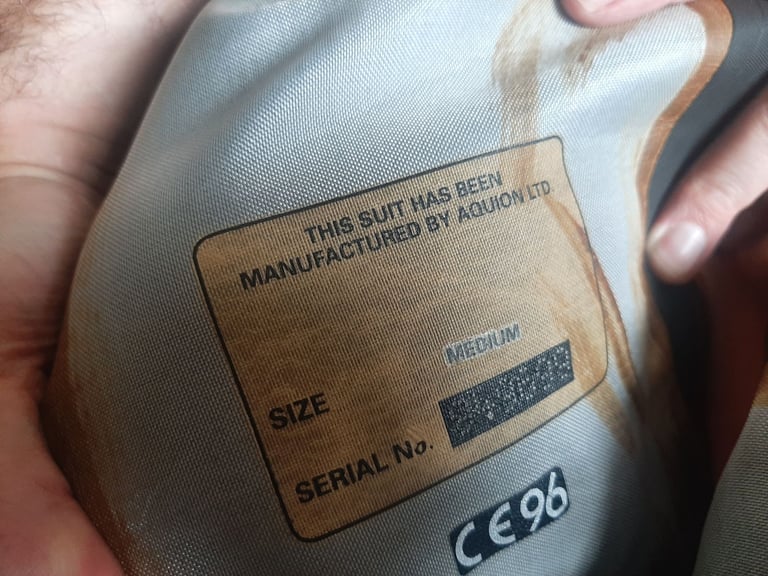 THIS SUIT HAS BEEN
MANUFACTURED BY AQUION LTD
SIZE MEDIUM
SERIAL No.
CE96